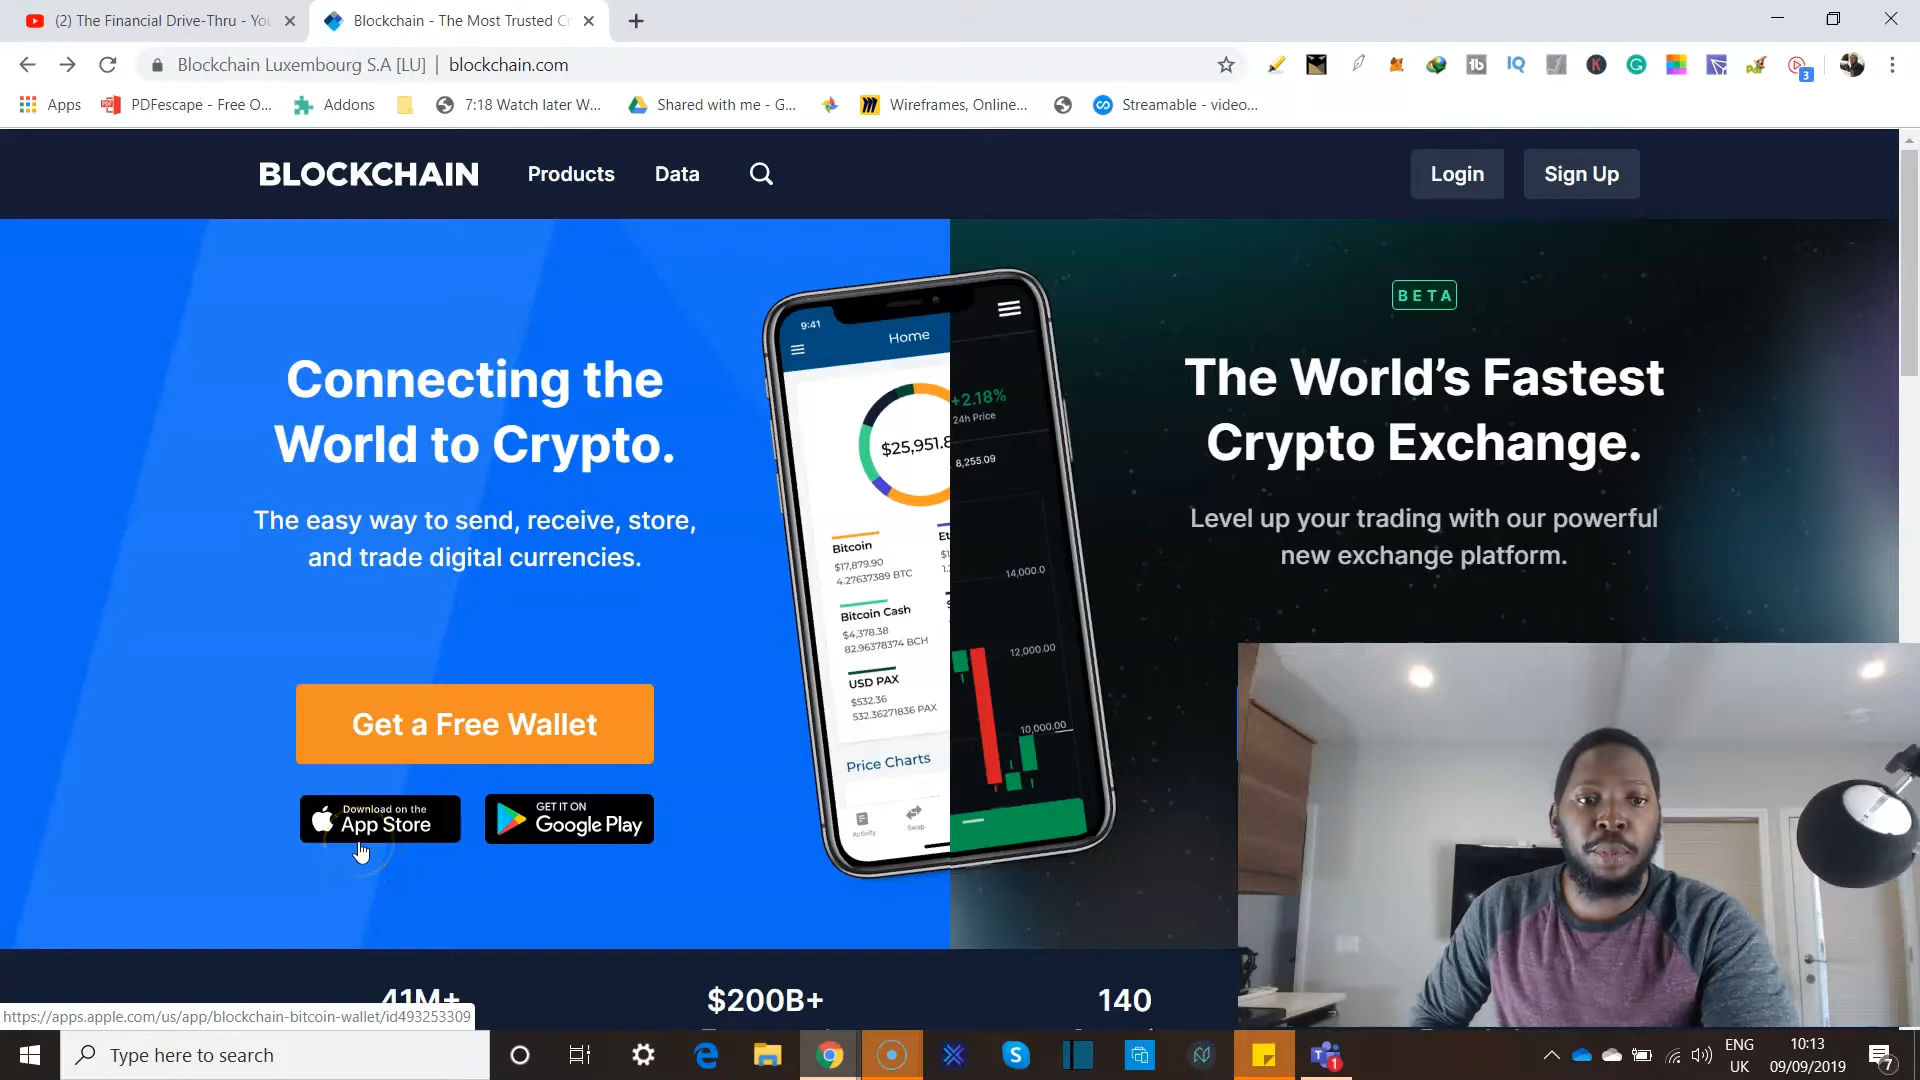 (2) The Financial Drive-Thru - You
Blockchain - The Most Trusted Cr
Blockchain Luxembourg S.A [LU] | blockchain.com
3
Apps
PDFescape - Free O...
Addons
7:18 Watch later W...
Shared with me - G...
Wireframes, Online...
Streamable - video...
BLOCKCHAIN
Products
Data
Login
Sign Up
Connecting the
World to Crypto.
The easy way to send, receive, store,
and trade digital currencies.
Get a Free Wallet
Download on the
App Store
GET IT ON
Google Play
9:41
Home
$25,951.8
Bitcoin
$17,879.90
4.27637389 BTC
Bitcoin Cash
$4,378.38
82.96378374 BCH
USD PAX
$532.36
532.36271836 PAX
Price Charts
Activity
Swap
+2.18%
24h Price
8,255.09
14,000.0
12,000.00
10,000.00
BETA
The World's Fastest
Crypto Exchange.
Level up your trading with our powerful
new exchange platform.
41M+
$200B+
140
https://apps.apple.com/us/app/blockchain-bitcoin-wallet/id493253309
Type here to search
1
ENG
UK
10:13
09/09/2019
7